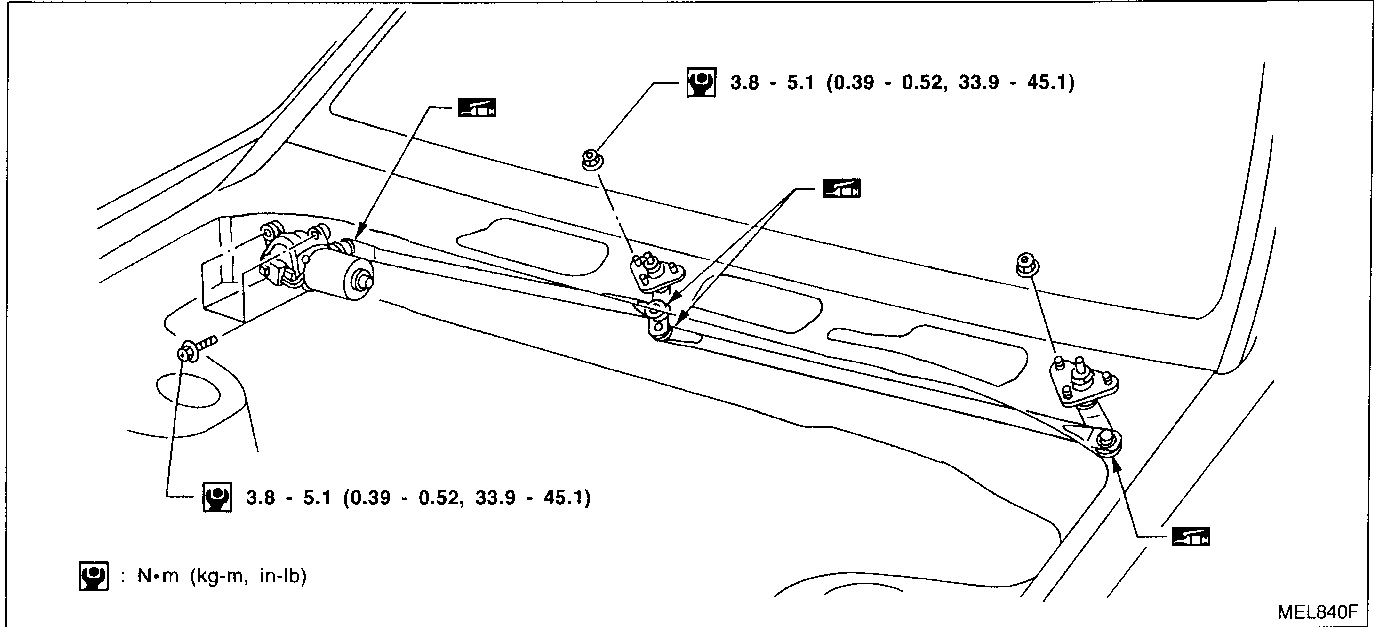 3.8 - 5.1 (0.39 - 0.52, 33.9 - 45.1)
3.8 - 5.1 (0.39 - 0.52, 33.9 - 45.1)
: N•m (kg-m, in-lb)
MEL840F